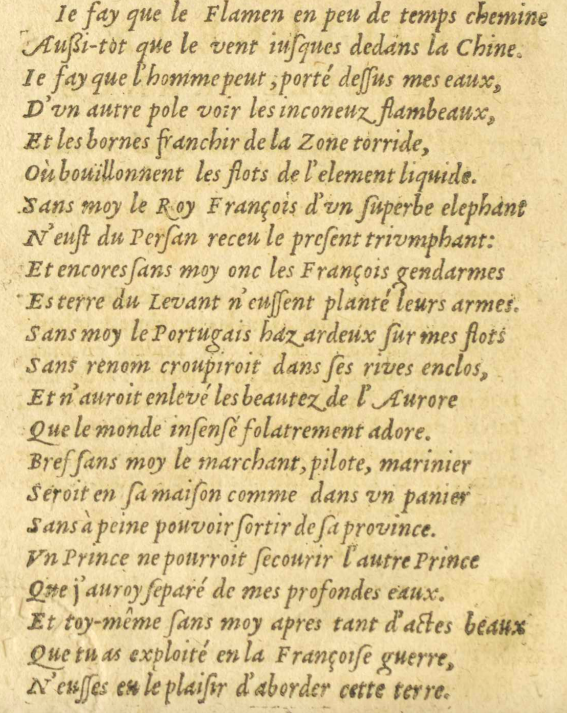 Ie fay que le Flamen en peu de temps chemine
Außi-tòt que le vent iuſques dedans la Chine.
Ie fay que l'homme peut, porté deſſus mes eaux,
D'vn autre pole voir les inconeuz flambeaux,
Et les bornes franchir de la Zone torride,
Où bouïllonnent les flots de l'element liquide.
Sans moy le Roy François d'vn ſuperbe elephant
N'euſt du Perſan receu le preſent trivmphant:
Et encores ſans moy onc les François gendarmes
Es terre du Levant n'euſſent planté leurs armes.
Sans moy le Portugais hazardeux ſur mes flots
Sans renom croupiroit dans ſes rives enclos,
Et n'auroit enlevé les beautez de l'Aurore
Que le monde inſenſé folatrement adore.
Bref ſans moy le marchant, pilote, marinier
Seroit en ſa maiſon comme dans vn panier
Sans à peine pouvoir ſortir de ſa province.
Vn Prince ne pourroit ſecourir l'autre Prince
Que j'auroy ſeparé de mes profondes eaux.
Et toy-même ſans moy apres tant d'actes beaux
Que tu as exploité en la Françoiſe guerre,
N'euſſes eu le plaiſir d'aborder cette terre.